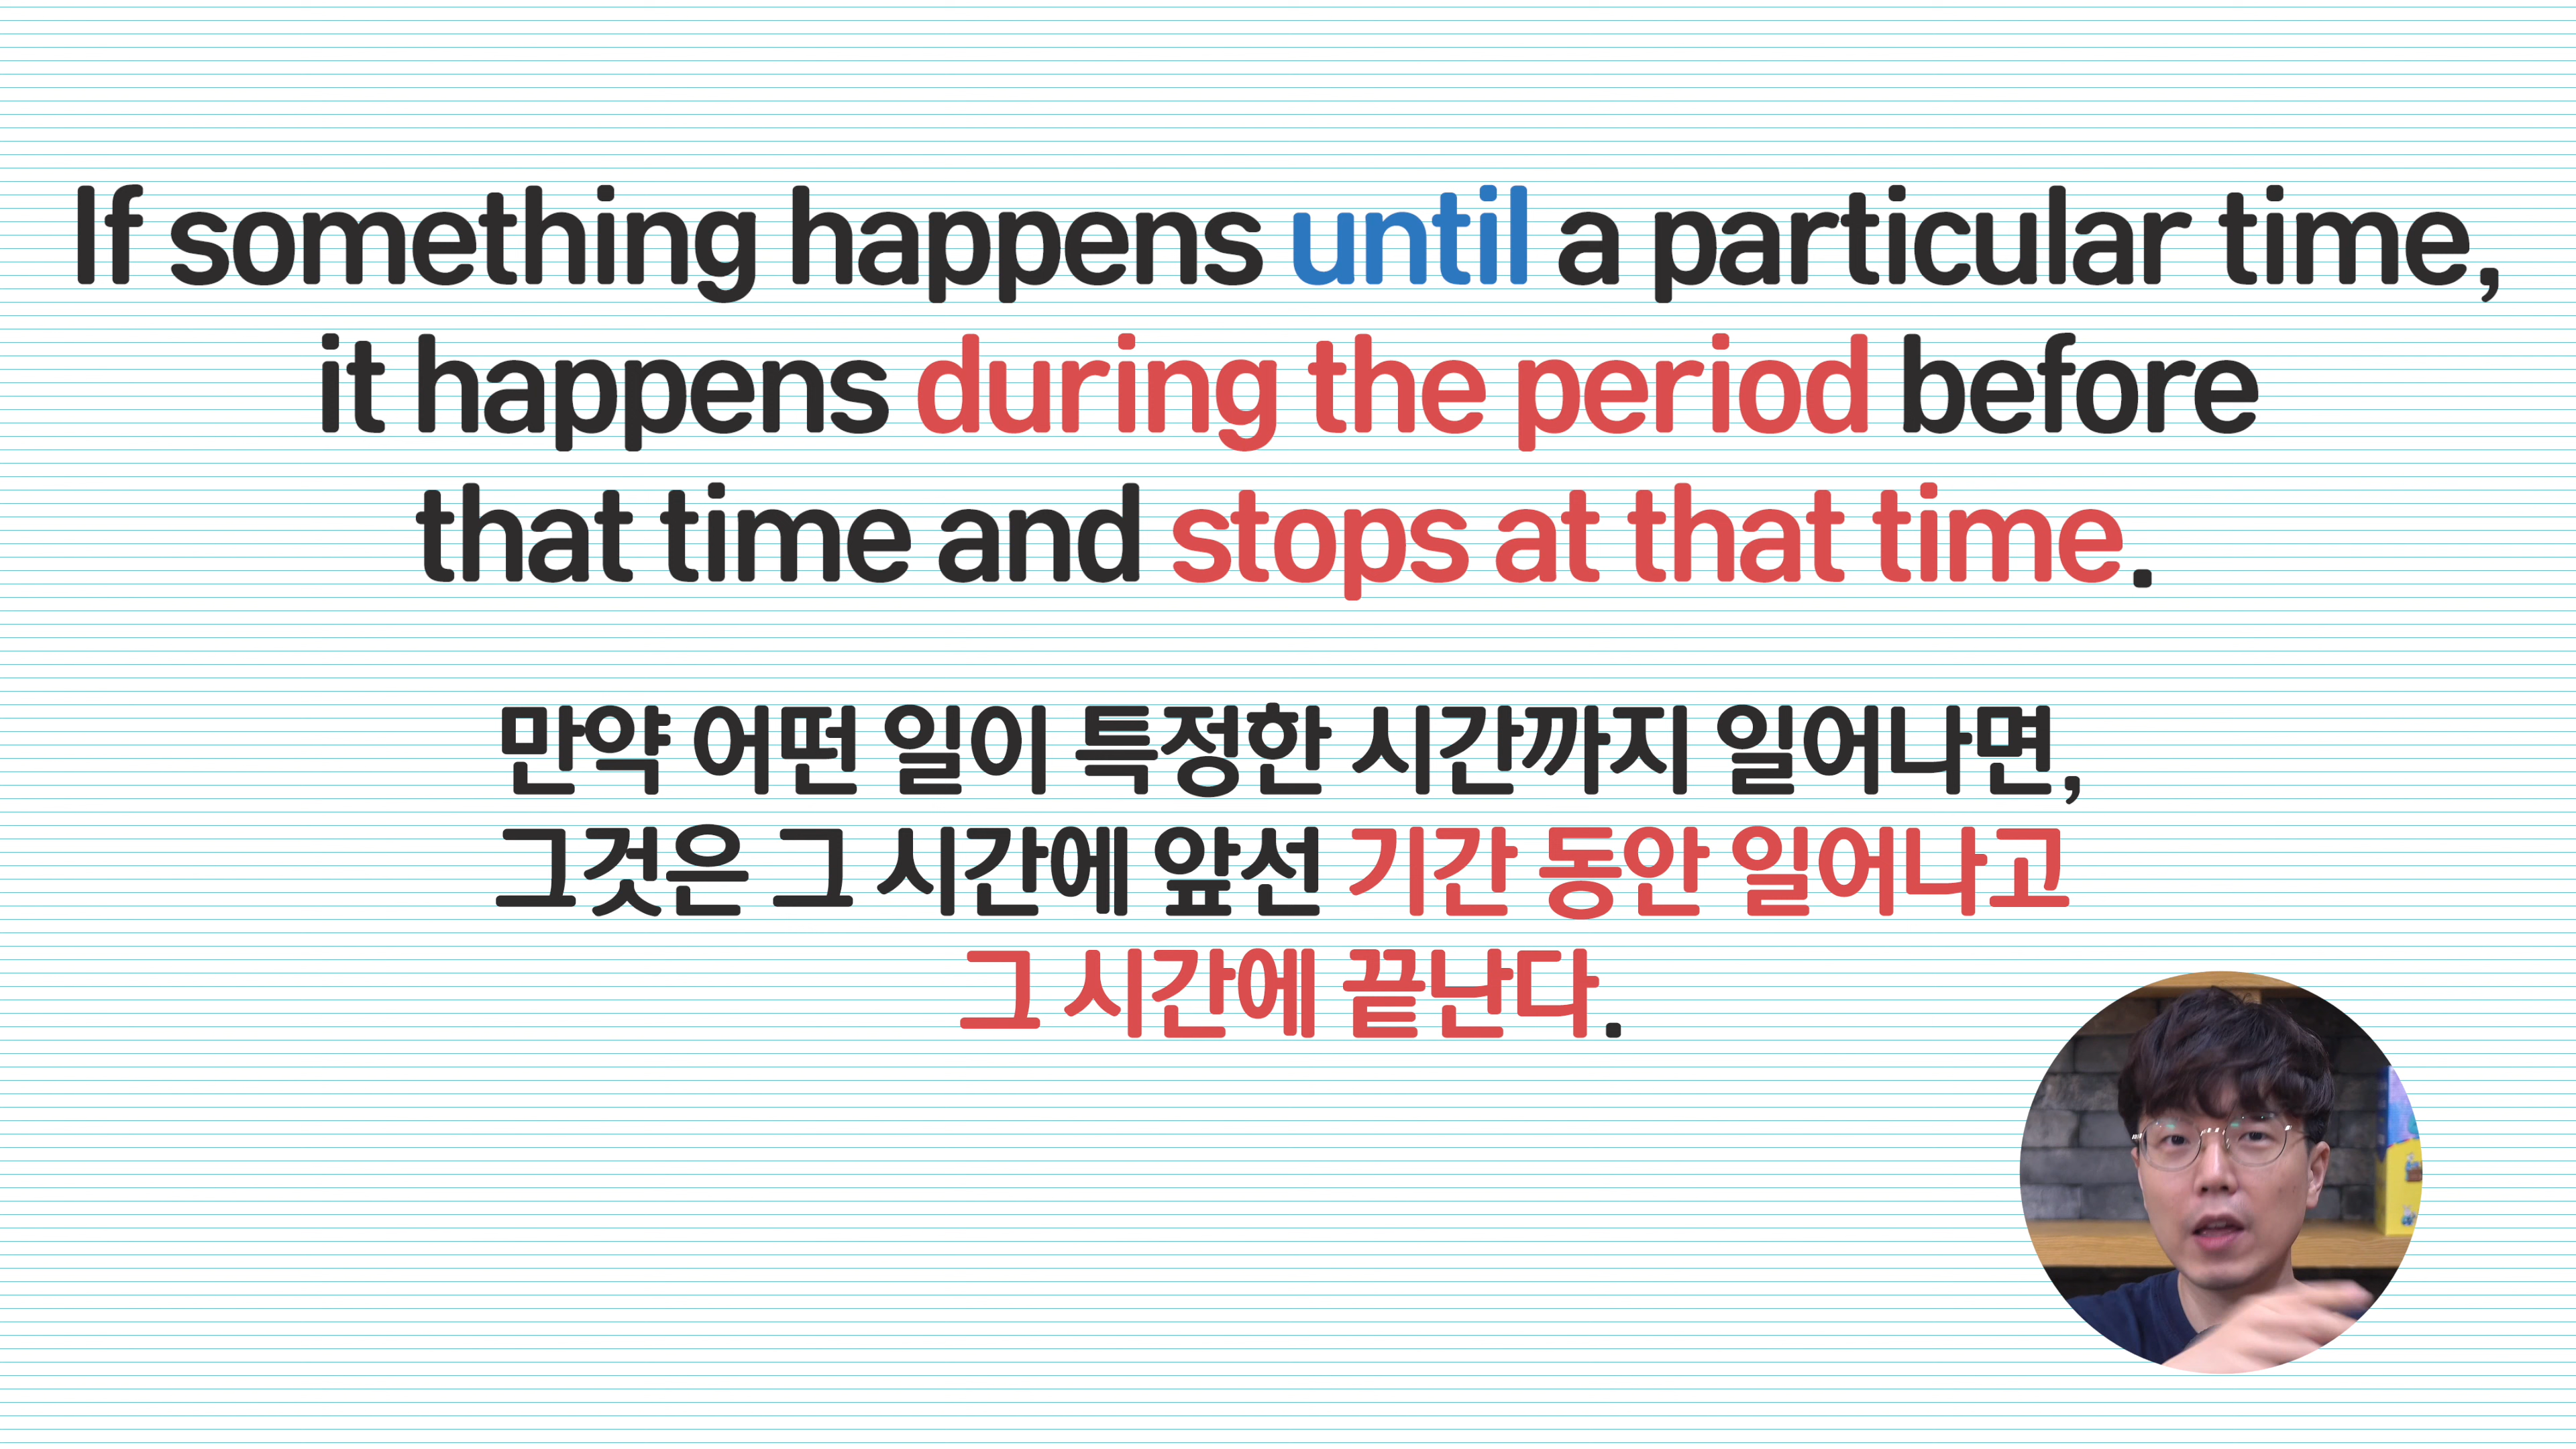 If something happens until a particular time,
it happens during the period before
that time and stops at that time.
만약 어떤 일이 특정한 시간까지 일어나면,
그것은 그 시간에 앞선 기간 동안 일어나고
그 시간에 끝난다.